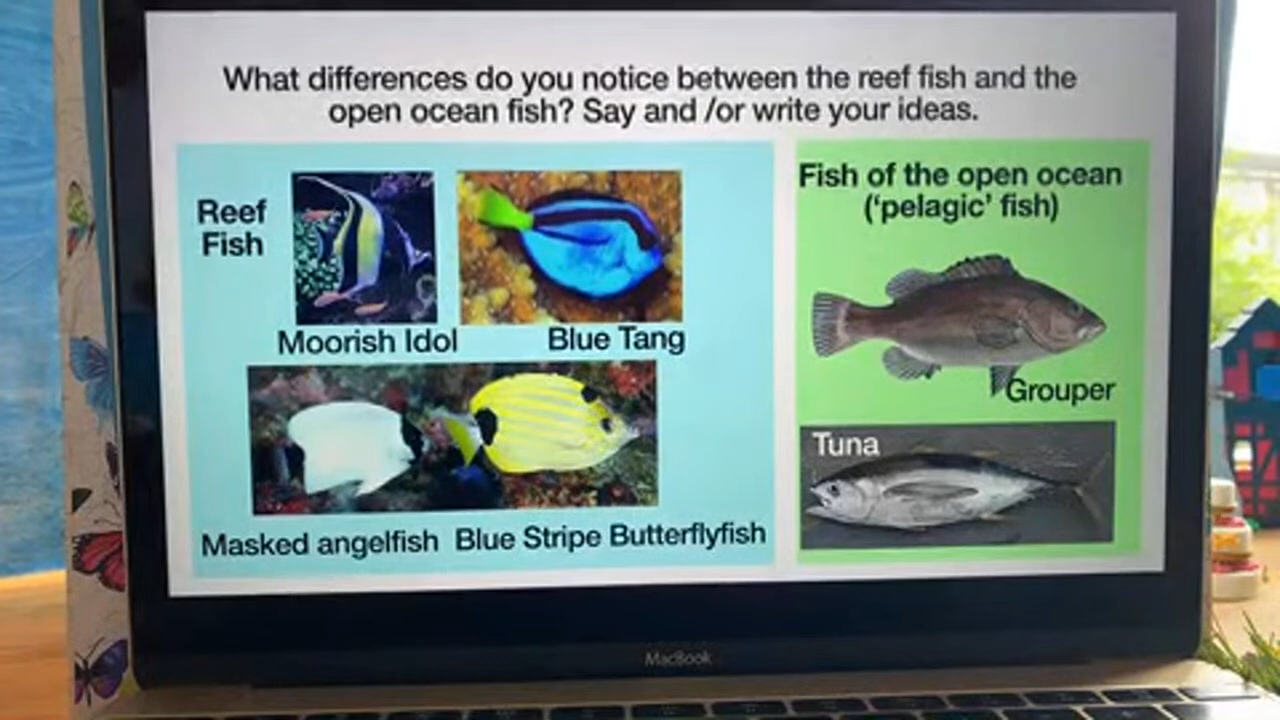 What differences do you notice between the reef fish and the
open ocean fish? Say and /or write your ideas.
Reef
Fish
Moorish Idol
Blue Tang
Masked angelfish
Blue Stripe Butterflyfish
Fish of the open ocean
(‘pelagic’ fish)
Grouper
Tuna
MacBook